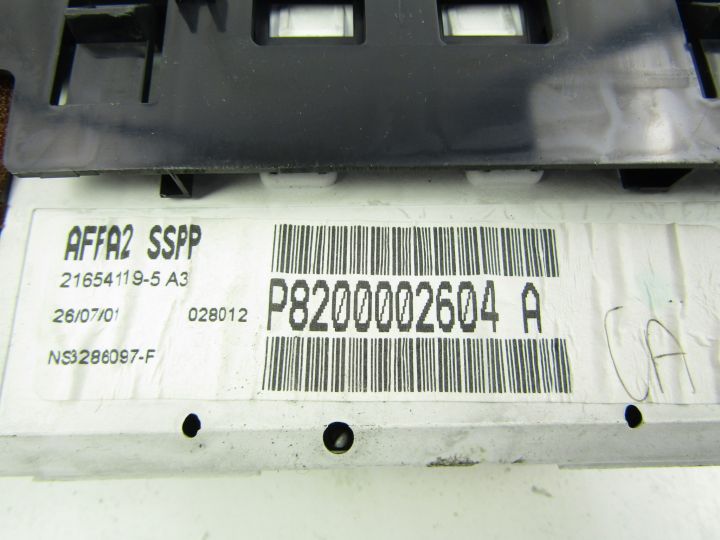 AFFA2 SSPP
21654119-5 A3
26/07/01 028012
NS3286097-F
P8200002604 A
CA